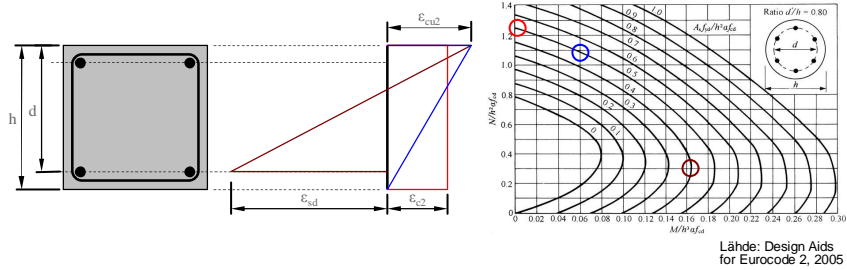 h
d
εsd
εcu2
εc2
N/h²αfcd
1.4
1.2
1.0
0.8
0.6
0.4
0.2
0
0 0.02 0.04 0.06 0.08 0.10 0.12 0.14 0.16 0.18 0.20 0.22 0.24 0.26 0.28 0.30
M/h³αfcd
0
0.1
0.2
0.3
0.4
0.5
0.6
0.7
0.8
0.9
1.0
Asfyd/h²αfcd
Ratio d'/h = 0.80
d
h
Lähde: Design Aids
for Eurocode 2, 2005